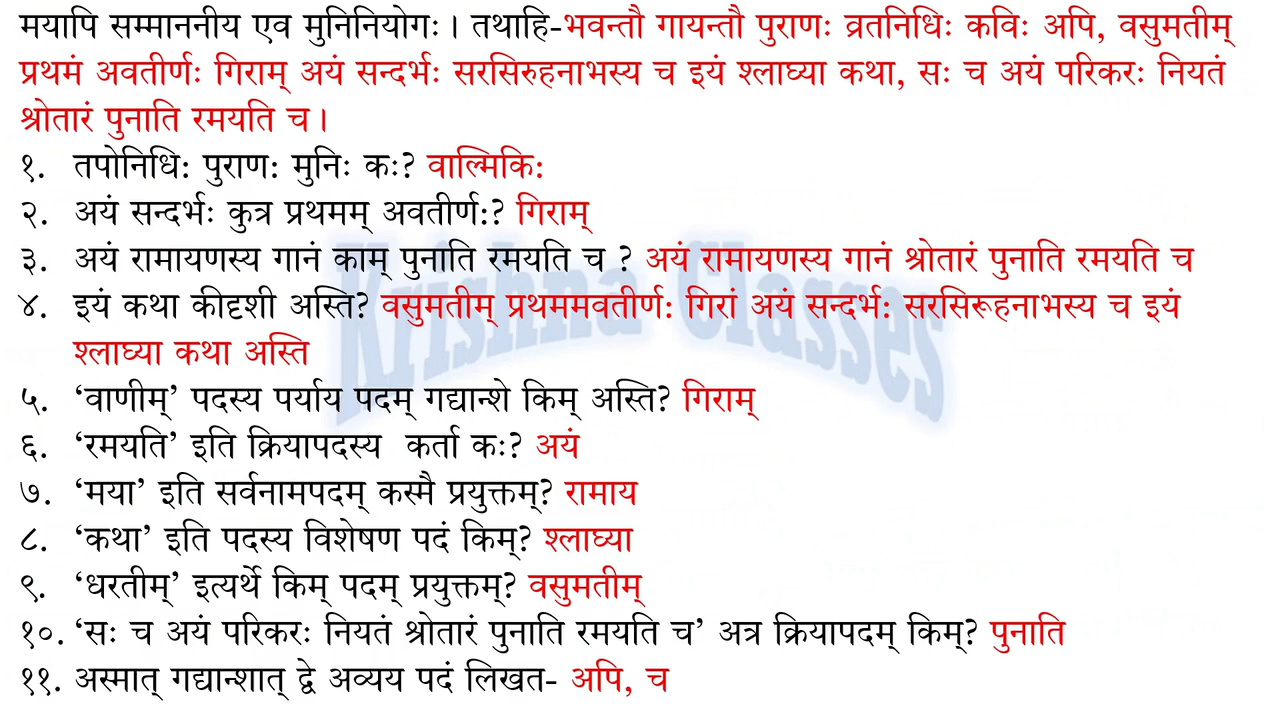 मयापि सम्माननीय एव मुनिनियोगः। तथाहि-भवन्तौ गायन्तौ पुराणः व्रतनिधिः कविः अपि, वसुमतीम्
प्रथमं अवतीर्णः गिराम् अयं सन्दर्भः सरसिरुहनाभस्य च इयं श्लाघ्या कथा, सः च अयं परिकरः नियतं
श्रोतारं पुनाति रमयति च।
१. तपोनिधि: पुराण: मुनिः कः? वाल्मिकि:
२. अयं सन्दर्भः कुत्र प्रथमम् अवतीर्ण:? गिराम्
३. अयं रामायणस्य गानं काम् पुनाति रमयति च ? अयं रामायणस्य गानं श्रोतारं पुनाति रमयति च
४. इयं कथा कीदृशी अस्ति? वसुमतीम् प्रथममवतीर्ण: गिरां अयं सन्दर्भ: सरसिरूहनाभस्य च इयं
श्लाघ्या कथा अस्ति
५. ‘वाणीम्’ पदस्य पर्याय पदम् गद्यान्शे किम् अस्ति? गिराम्
६. ‘रमयति’ इति क्रियापदस्य कर्ता कः? अयं
७. ‘मया’ इति सर्वनामपदम् कस्मै प्रयुक्तम्? रामाय
८. ‘कथा’ इति पदस्य विशेषण पदं किम्? श्लाघ्या
९. ‘धरतीम्’ इत्यर्थे किम् पदम् प्रयुक्तम्? वसुमतीम्
१०. ‘सः च अयं परिकरः नियतं श्रोतारं पुनाति रमयति च’ अत्र क्रियापदम् किम्? पुनाति
११. अस्मात् गद्यान्शात् द्वे अव्यय पदं लिखत- अपि, च
Krishna Classes